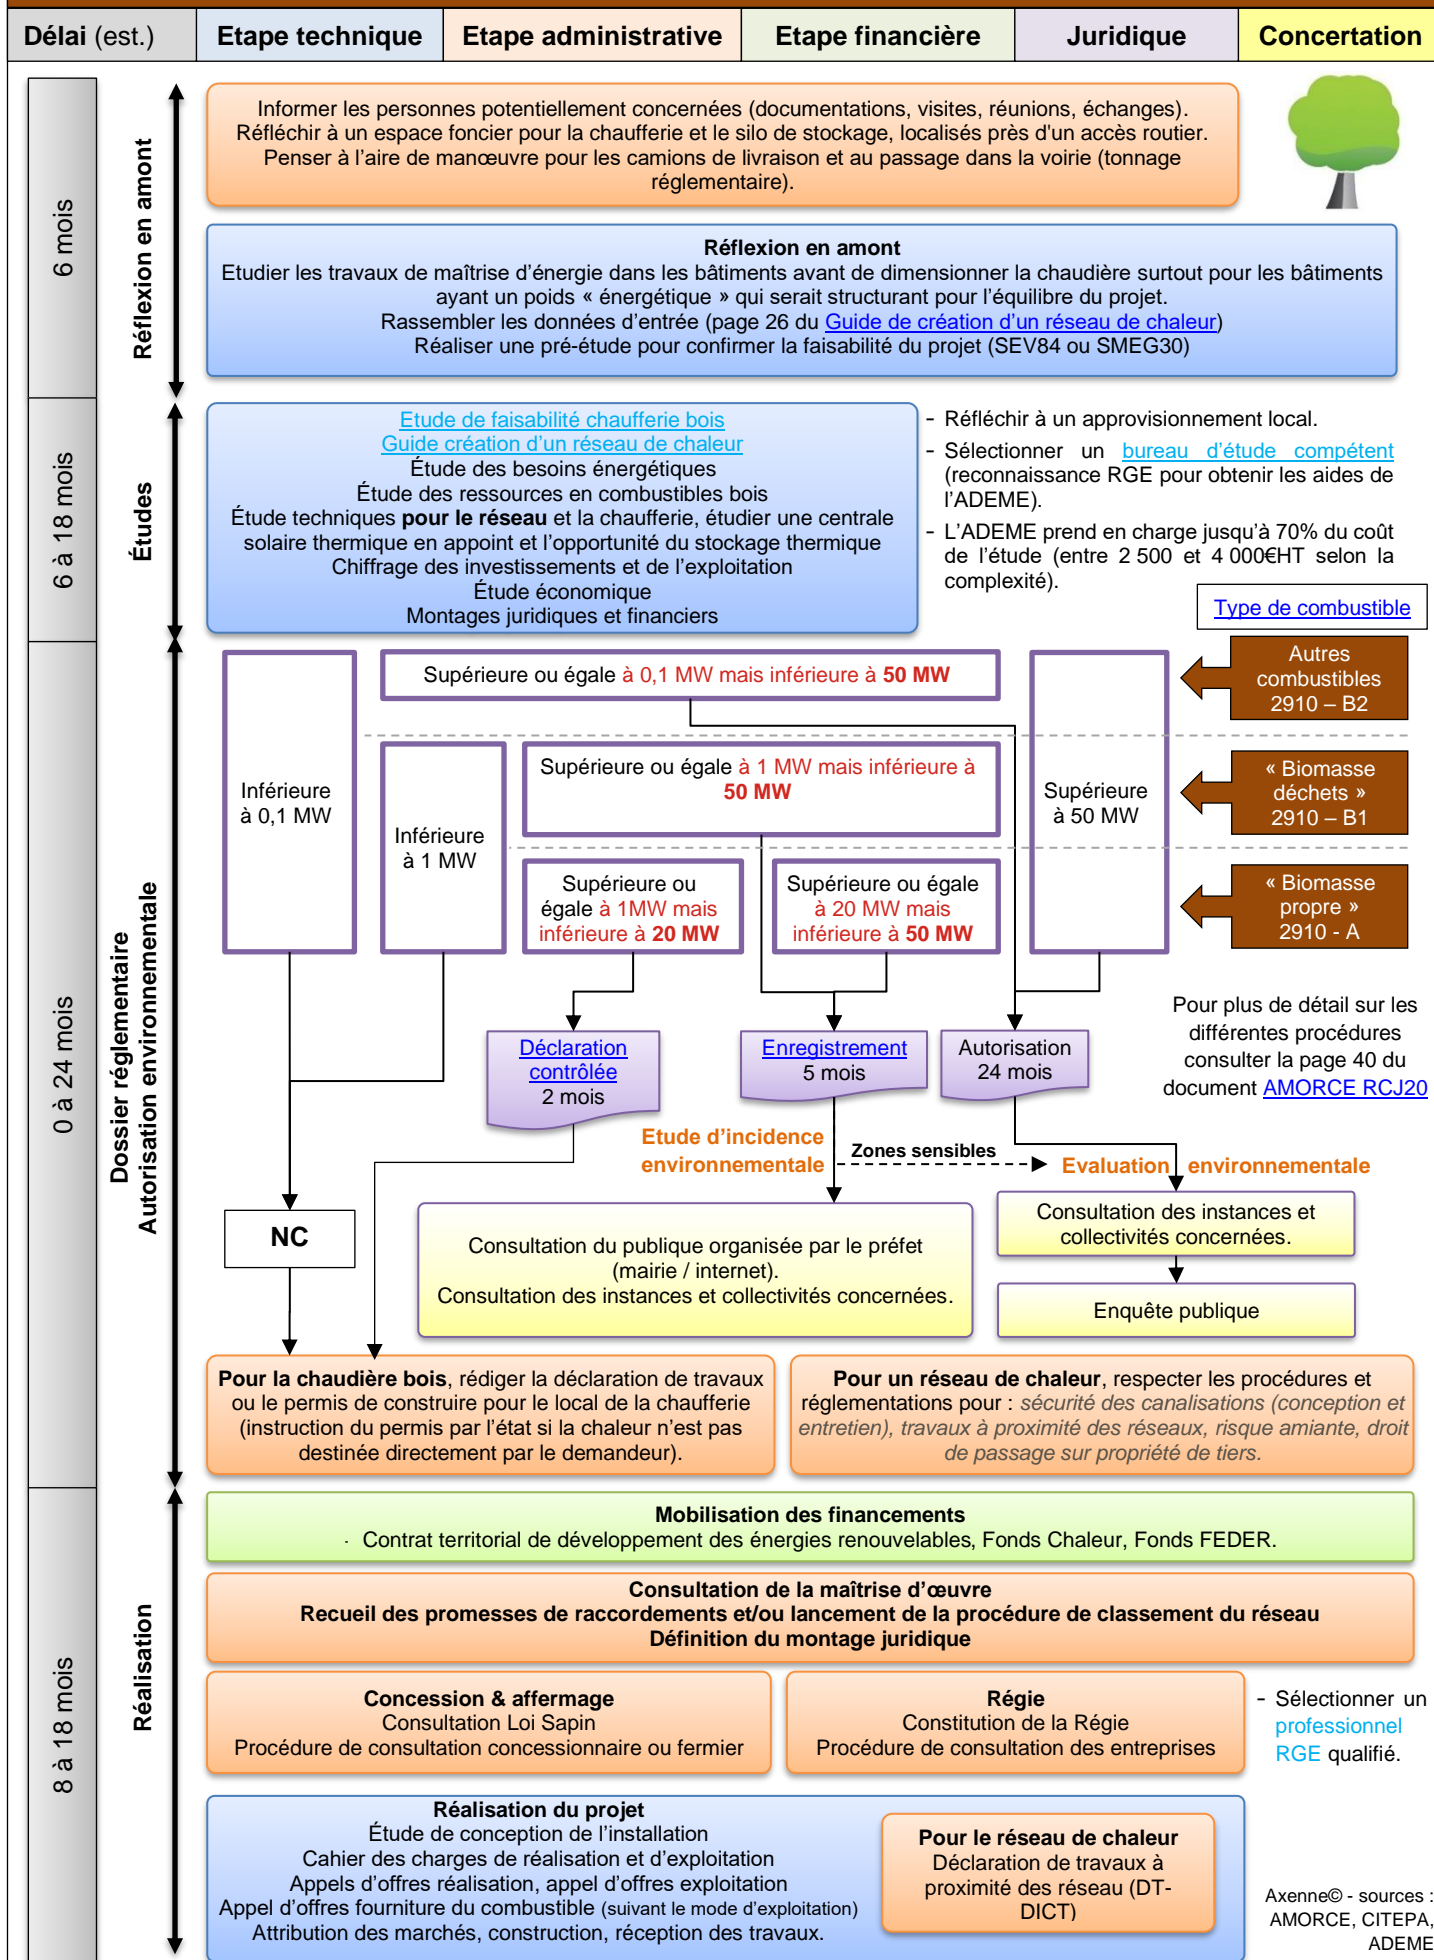 Délai (est.)
Etape technique
Etape administrative
Etape financière
Juridique
Concertation
6 mois
Réflexion en amont
Informer les personnes potentiellement concernées (documentations, visites, réunions, échanges).
Réfléchir à un espace foncier pour la chaufferie et le silo de stockage, localisés près d'un accès routier.
Penser à l'aire de manœuvre pour les camions de livraison et au passage dans la voirie (tonnage
réglementaire).
Réflexion en amont
Etudier les travaux de maîtrise d'énergie dans les bâtiments avant de dimensionner la chaudière surtout pour les bâtiments
ayant un poids « énergétique » qui serait structurant pour l'équilibre du projet.
Rassembler les données d'entrée (page 26 du Guide de création d'un réseau de chaleur)
Réaliser une pré-étude pour confirmer la faisabilité du projet (SEV84 ou SMEG30)
6 à 18 mois
Études
Etude de faisabilité chaufferie bois
Guide création d'un réseau de chaleur
Étude des besoins énergétiques
Étude des ressources en combustibles bois
Étude techniques pour le réseau et la chaufferie, étudier une centrale
solaire thermique en appoint et l'opportunité du stockage thermique
Chiffrage des investissements et de l'exploitation
Étude économique
Montages juridiques et financiers
- Réfléchir à un approvisionnement local.
- Sélectionner un bureau d'étude compétent
(reconnaissance RGE pour obtenir les aides de
l'ADEME).
- L'ADEME prend en charge jusqu'à 70% du coût
de l'étude (entre 2 500 et 4 000€HT selon la
complexité).
Type de combustible
0 à 24 mois
Dossier réglementaire
Autorisation environnementale
Inférieure
à 0,1 MW
Supérieure ou égale à 0,1 MW mais inférieure à 50 MW
Inférieure
à 1 MW
Supérieure ou égale à 1 MW mais inférieure à
50 MW
Supérieure ou
égale à 1MW mais
inférieure à 20 MW
Supérieure ou égale
à 20 MW mais
inférieure à 50 MW
Supérieure
à 50 MW
Autres
combustibles
2910 – B2
« Biomasse
déchets »
2910 – B1
« Biomasse
propre »
2910 - A
Déclaration
contrôlée
2 mois
Enregistrement
5 mois
Autorisation
24 mois
Pour plus de détail sur les
différentes procédures
consulter la page 40 du
document AMORCE RCJ20
Etude d'incidence
environnementale
Zones sensibles
Evaluation environnementale
NC
Consultation du publique organisée par le préfet
(mairie / internet).
Consultation des instances et collectivités concernées.
Consultation des instances et
collectivités concernées.
Enquête publique
Pour la chaudière bois, rédiger la déclaration de travaux
ou le permis de construire pour le local de la chaufferie
(instruction du permis par l'état si la chaleur n'est pas
destinée directement par le demandeur).
Pour un réseau de chaleur, respecter les procédures et
réglementations pour : sécurité des canalisations (conception et
entretien), travaux à proximité des réseaux, risque amiante, droit
de passage sur propriété de tiers.
8 à 18 mois
Réalisation
Mobilisation des financements
- Contrat territorial de développement des énergies renouvelables, Fonds Chaleur, Fonds FEDER.
Consultation de la maîtrise d'œuvre
Recueil des promesses de raccordements et/ou lancement de la procédure de classement du réseau
Définition du montage juridique
Concession & affermage
Consultation Loi Sapin
Procédure de consultation concessionnaire ou fermier
Régie
Constitution de la Régie
Procédure de consultation des entreprises
- Sélectionner un
professionnel
RGE qualifié.
Réalisation du projet
Étude de conception de l'installation
Cahier des charges de réalisation et d'exploitation
Appels d'offres réalisation, appel d'offres exploitation
Appel d'offres fourniture du combustible (suivant le mode d'exploitation)
Attribution des marchés, construction, réception des travaux.
Pour le réseau de chaleur
Déclaration de travaux à
proximité des réseau (DT-
DICT)
Axenne© - sources :
AMORCE, CITEPA,
ADEME